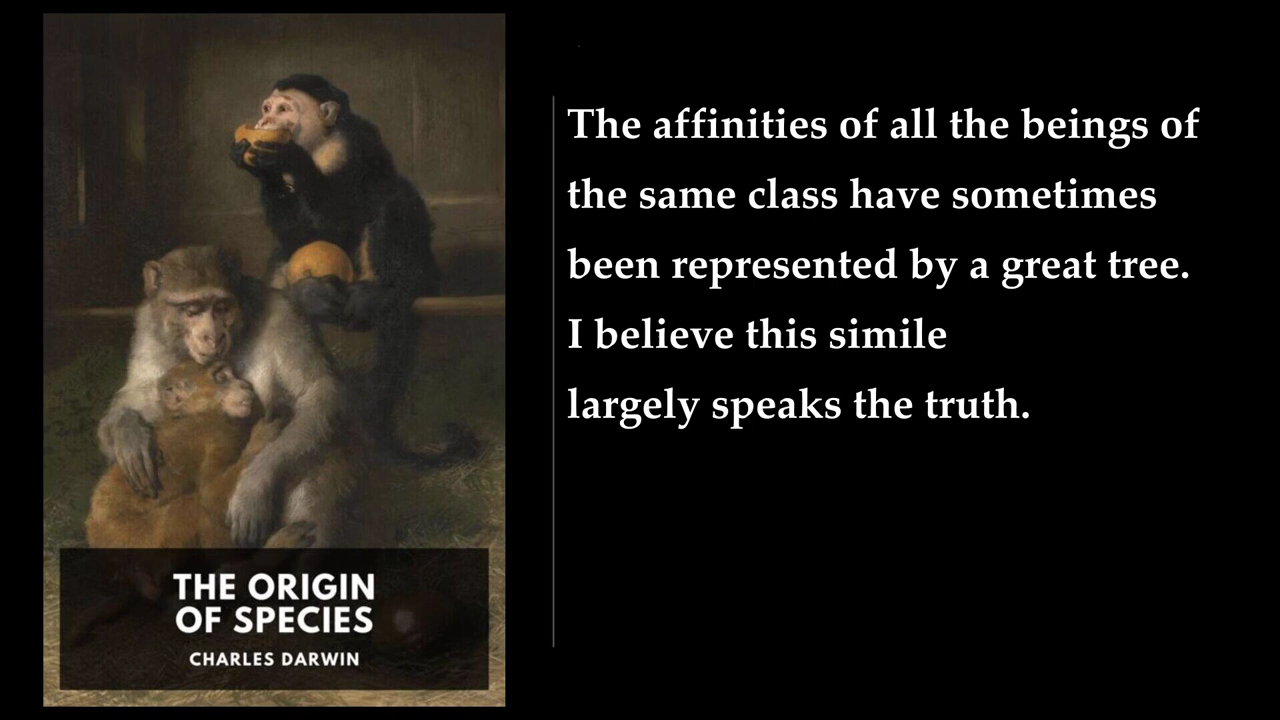 The affinities of all the beings of
the same class have sometimes
been represented by a great tree.
I believe this simile
largely speaks the truth.
THE ORIGIN
OF SPECIES
CHARLES DARWIN